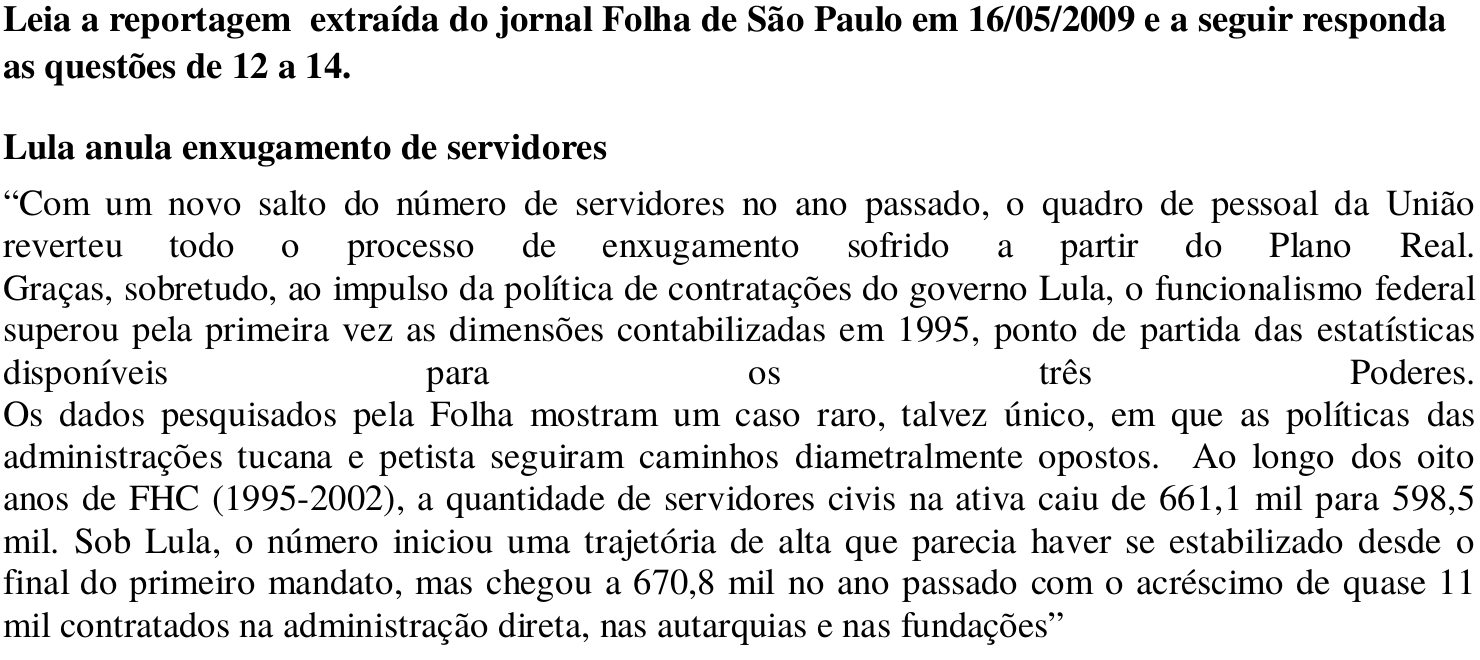 Leia a reportagem extraída do jornal Folha de São Paulo em 16/05/2009 e a seguir responda
as questões de 12 a 14.
Lula anula enxugamento de servidores
“Com um novo salto do número de servidores no ano passado, o quadro de pessoal da União
reverteu todo o processo de enxugamento sofrido a partir do Plano Real.
Graças, sobretudo, ao impulso da política de contratações do governo Lula, o funcionalismo federal
superou pela primeira vez as dimensões contabilizadas em 1995, ponto de partida das estatísticas
disponíveis para os três Poderes.
Os dados pesquisados pela Folha mostram um caso raro, talvez único, em que as políticas das
administrações tucana e petista seguiram caminhos diametralmente opostos. Ao longo dos oito
anos de FHC (1995-2002), a quantidade de servidores civis na ativa caiu de 661,1 mil para 598,5
mil. Sob Lula, o número iniciou uma trajetória de alta que parecia haver se estabilizado desde o
final do primeiro mandato, mas chegou a 670,8 mil no ano passado com o acréscimo de quase 11
mil contratados na administração direta, nas autarquias e nas fundações”